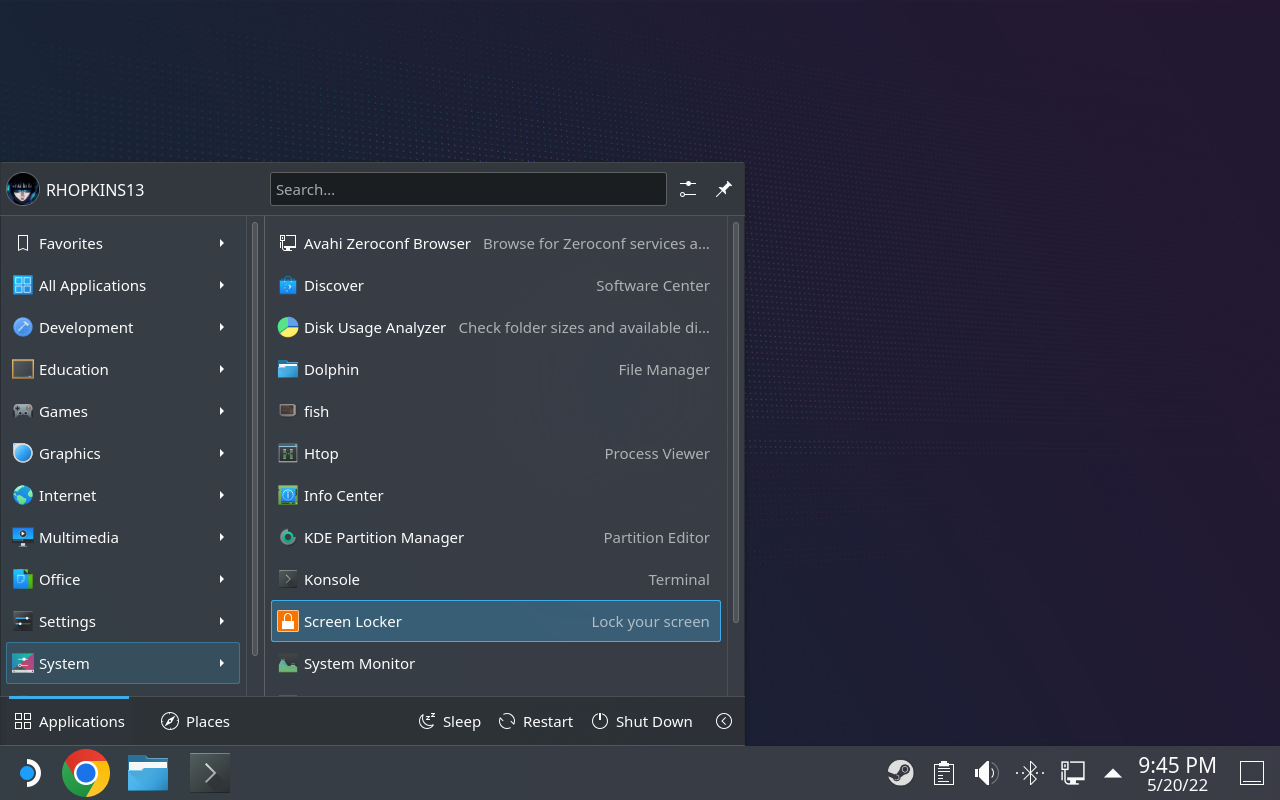 RHOPKINS13
Search...
Favorites
All Applications
Development
Education
Games
Graphics
Internet
Multimedia
Office
Settings
System
Avahi Zeroconf Browser Browse for Zeroconf services a...
Discover Software Center
Disk Usage Analyzer Check folder sizes and available di...
Dolphin File Manager
fish
Htop Process Viewer
Info Center
KDE Partition Manager Partition Editor
Konsole Terminal
Screen Locker Lock your screen
System Monitor
Applications Places Sleep Restart Shut Down
9:45 PM
5/20/22